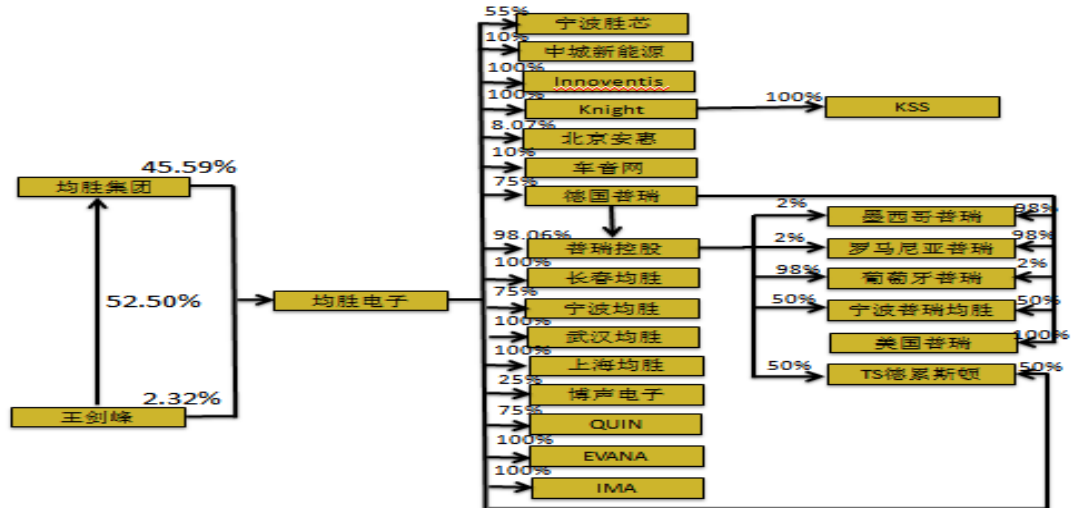 55%
宁波胜芯
10%
中城新能源
100%
Innoventis
100%
Knight
100%
KSS
8.07%
北京安惠
10%
车音网
75%
德国普瑞
45.59%
均胜集团
52.50%
王剑峰
2.32%
均胜电子
98.06%
普瑞控股
100%
长春均胜
75%
宁波均胜
100%
武汉均胜
100%
上海均胜
25%
博声电子
75%
QUIN
100%
EVANA
100%
IMA
2%
墨西哥普瑞
98%
2%
罗马尼亚普瑞
98%
98%
葡萄牙普瑞
2%
50%
宁波普瑞均胜
50%
美国普瑞
100%
50%
TS德累斯顿
50%